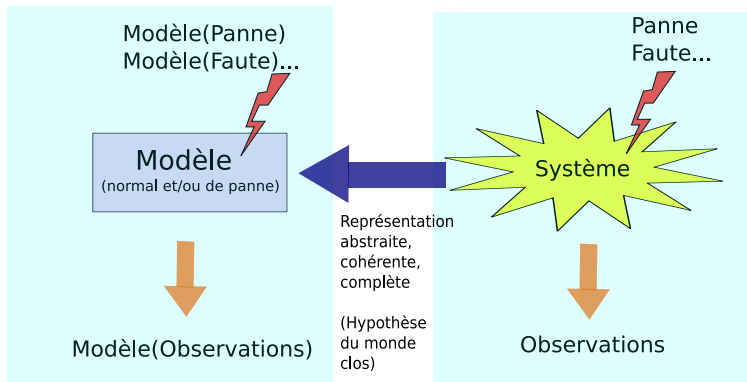 Modèle(Panne)
Modèle(Faute)...
Modèle
(normal et/ou de panne)
Modèle(Observations)
Représentation
abstraite,
cohérente,
complète
(Hypothèse
du monde
clos)
Panne
Faute...
Système
Observations